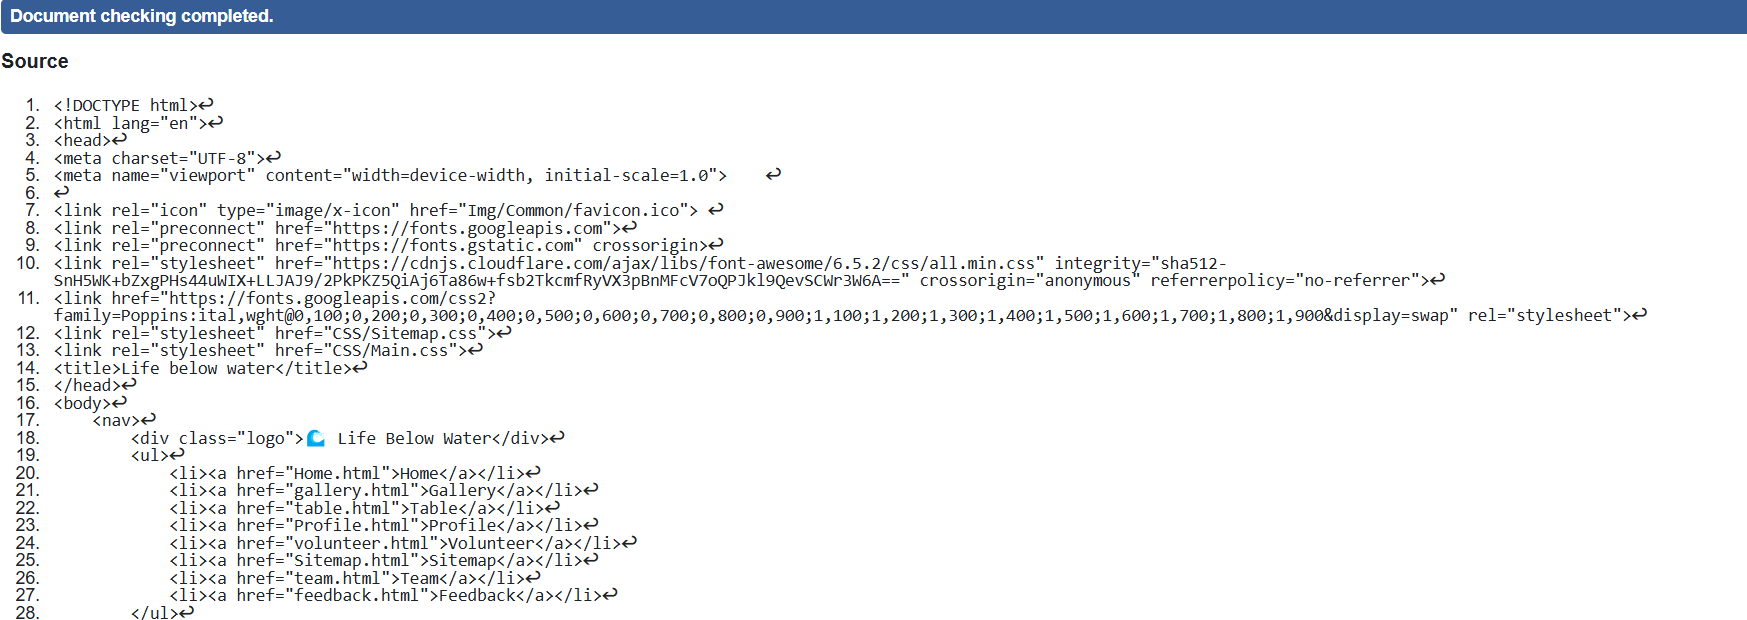 Document checking completed.
Source
1. <!DOCTYPE html>↩
2. <html lang="en">↩
3. <head>↩
4. <meta charset="UTF-8">↩
5. <meta name="viewport" content="width=device-width, initial-scale=1.0">    ↩
6. ↩
7. <link rel="icon" type="image/x-icon" href="Img/Common/favicon.ico"> ↩
8. <link rel="preconnect" href="https://fonts.googleapis.com">↩
9. <link rel="preconnect" href="https://fonts.gstatic.com" crossorigin>↩
10. <link rel="stylesheet" href="https://cdnjs.cloudflare.com/ajax/libs/font-awesome/6.5.2/css/all.min.css" integrity="sha512-
SnH5WK+bZxgPHs44uWIX+LLJAJ9/2PkPKZ5QiAj6Ta86w+fsb2TkcmfRyVX3pBnMFcV7oQPJkl9QevSCWr3W6A==" crossorigin="anonymous" referrerpolicy="no-referrer">↩
11. <link href="https://fonts.googleapis.com/css2?
family=Poppins:ital,wght@0,100;0,200;0,300;0,400;0,500;0,600;0,700;0,800;0,900;1,100;1,200;1,300;1,400;1,500;1,600;1,700;1,800;1,900&display=swap" rel="stylesheet">↩
12. <link rel="stylesheet" href="CSS/Sitemap.css">↩
13. <link rel="stylesheet" href="CSS/Main.css">↩
14. <title>Life below water</title>↩
15. </head>↩
16. <body>↩
17.     <nav>↩
18.         <div class="logo">🌊 Life Below Water</div>↩
19.         <ul>↩
20.             <li><a href="Home.html">Home</a></li>↩
21.             <li><a href="gallery.html">Gallery</a></li>↩
22.             <li><a href="table.html">Table</a></li>↩
23.             <li><a href="Profile.html">Profile</a></li>↩
24.             <li><a href="volunteer.html">Volunteer</a></li>↩
25.             <li><a href="Sitemap.html">Sitemap</a></li>↩
26.             <li><a href="team.html">Team</a></li>↩
27.             <li><a href="feedback.html">Feedback</a></li>↩
28.         </ul>↩